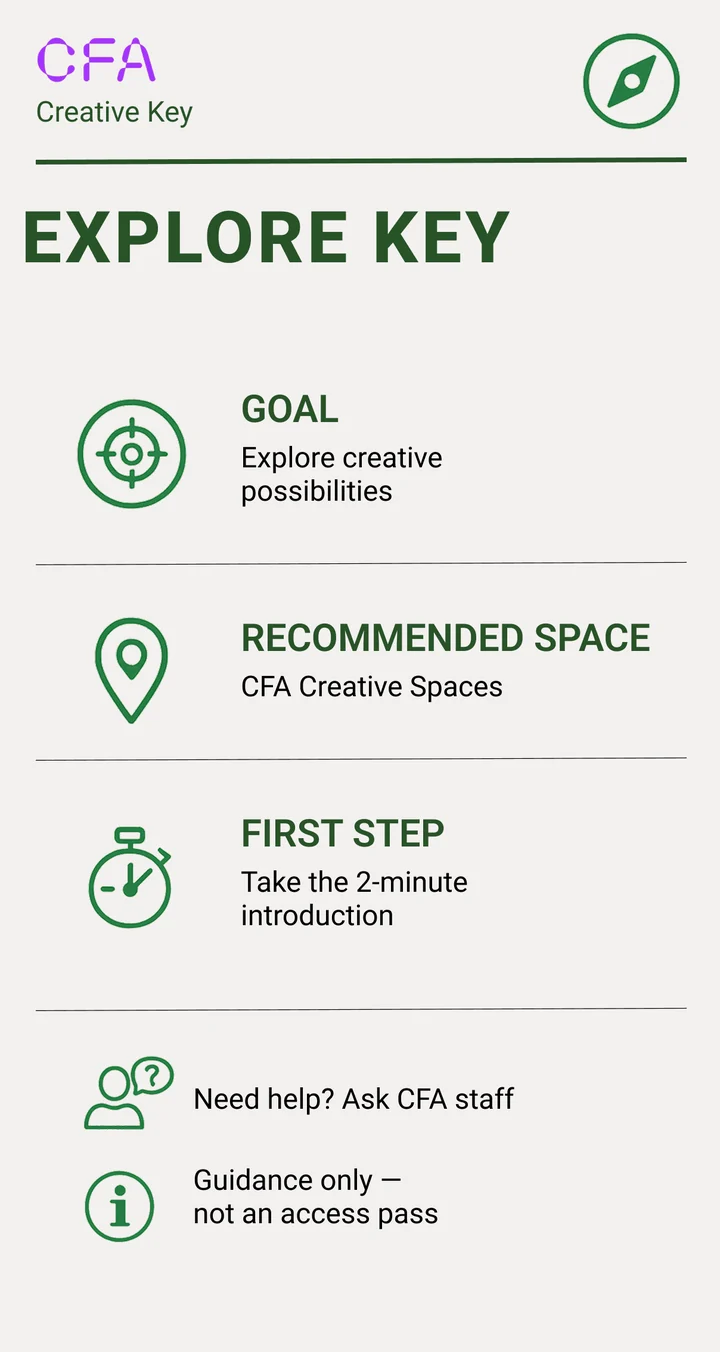 CFA
Creative Key
EXPLORE KEY
GOAL
Explore creative
possibilities
RECOMMENDED SPACE
CFA Creative Spaces
FIRST STEP
Take the 2-minute
introduction
?
Need help? Ask CFA staff
i
Guidance only —
not an access pass